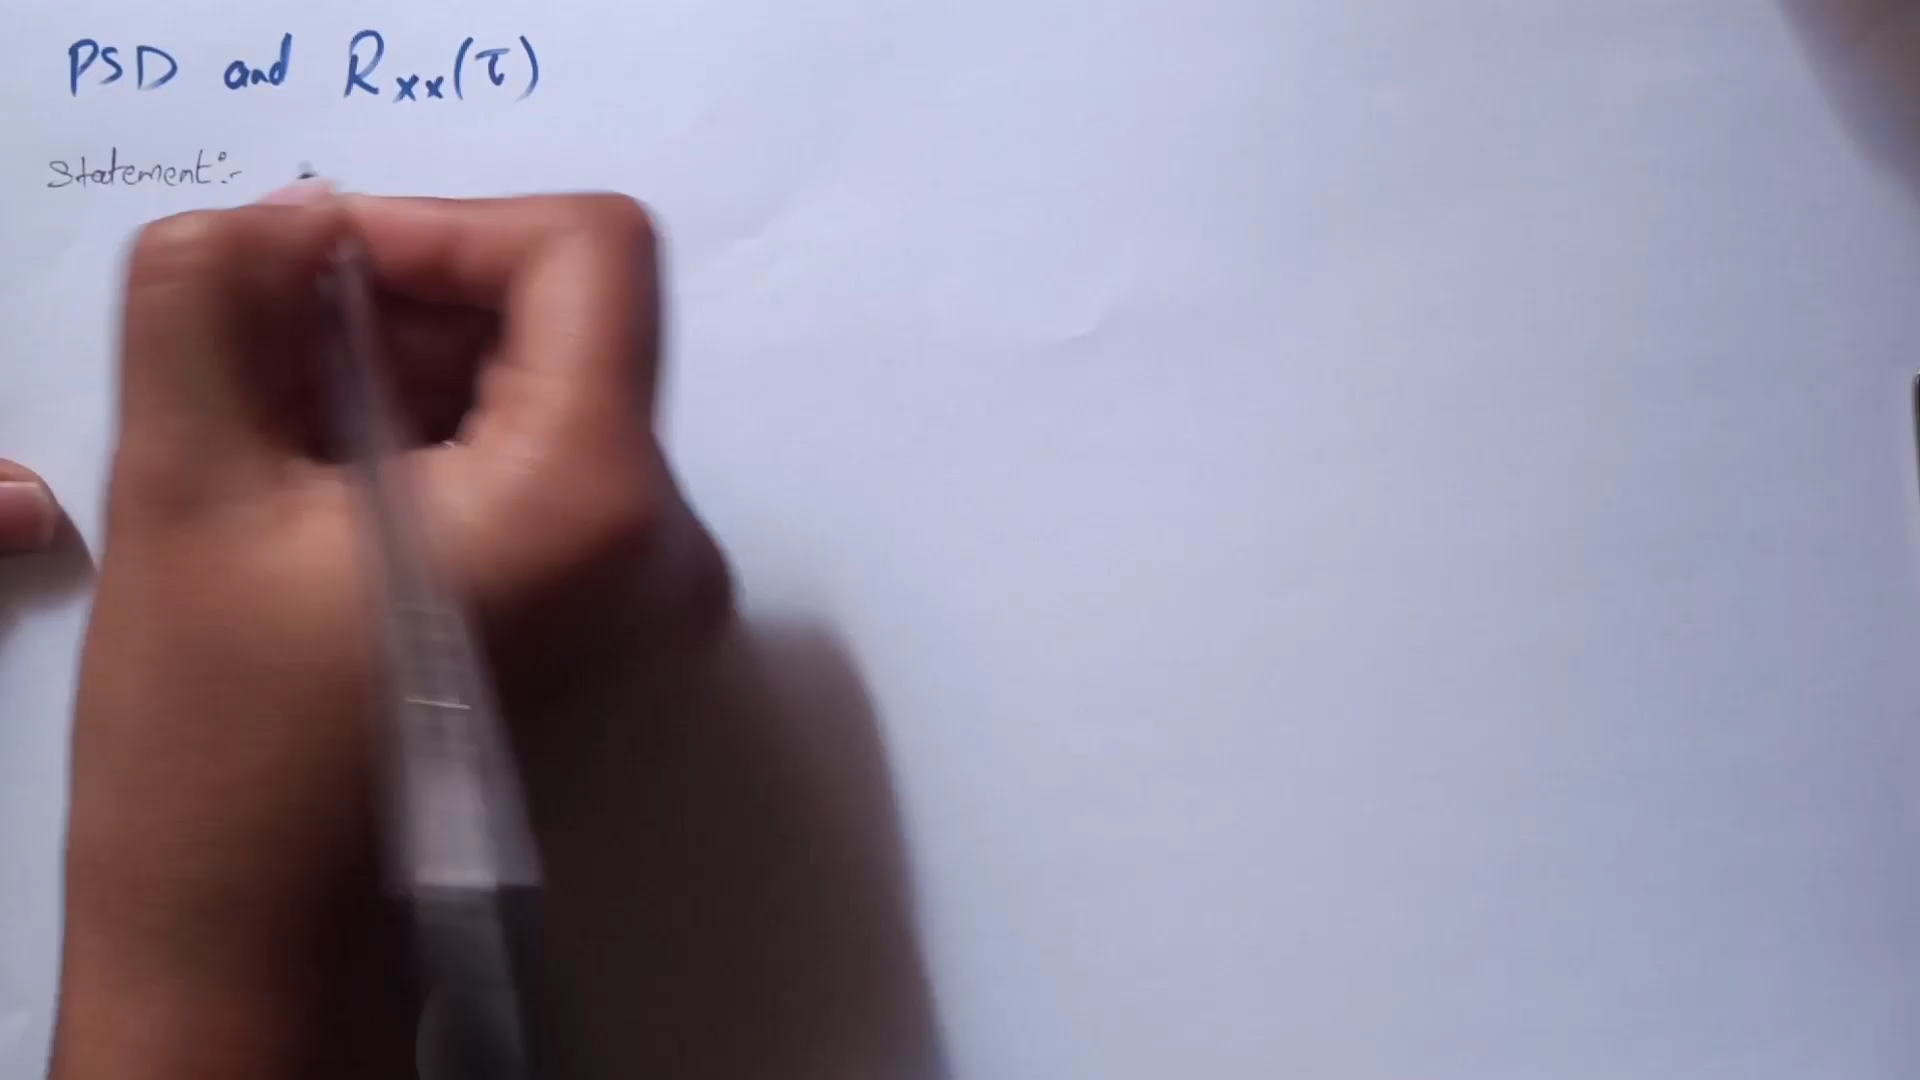 PSD and Rxx(τ)
Statement:-